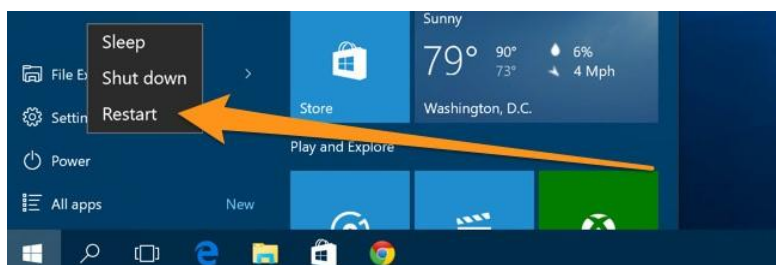 Sleep
Shut down
Restart
File E
>
Settin
Power
All apps
New
Sunny
79°
90°
73°
6%
4 Mph
Washington, D.C.
Store
Play and Explore